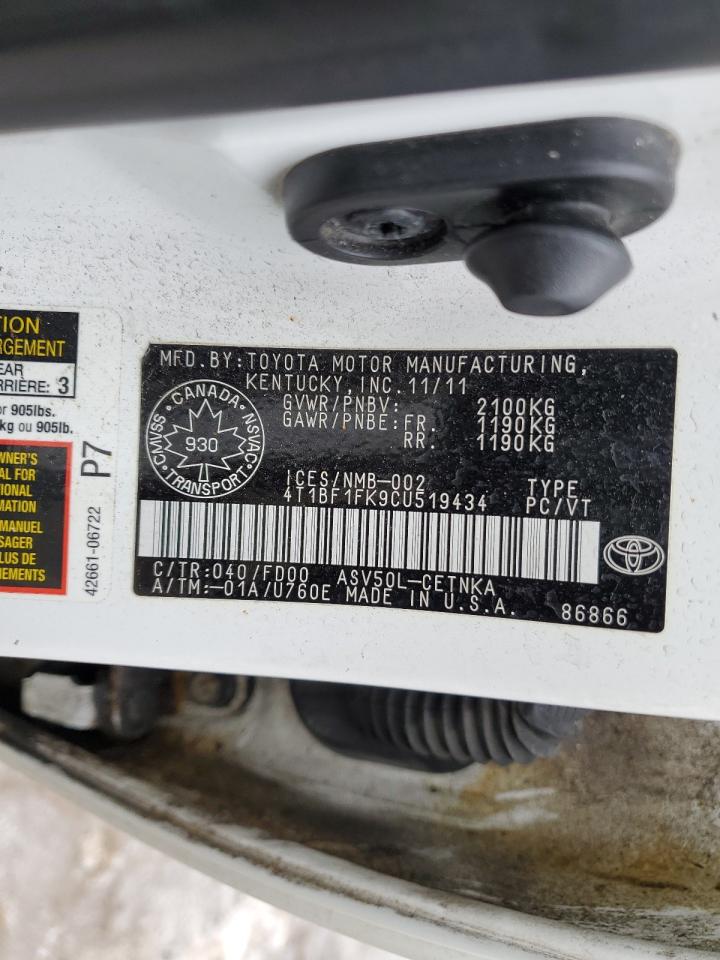 TION
RGEMENT
EAR
RRIÈRE: 3
or 905lbs.
kg ou 905lb.
WNER'S
AL FOR
TIONAL
MATION
MANUEL
SAGER
LUS DE
TIONS
P7
42661-06722
MFD.BY:TOYOTA MOTOR MANUFACTURING,
KENTUCKY, INC. 11/11
GVWR/PNBV: 2100KG
GAWR/PNBE: FR. 1190KG
RR: 1190KG
CANADA
CMVSS 930 NSVAC
TRANSPORT
ICES/NMB-002 TYPE
4T1BF1FK9CU519434 PC/VT
C/TR:040/FD00 ASV50L-CETNKA
A/TM:-01A/U760E MADE IN U.S.A. 86866